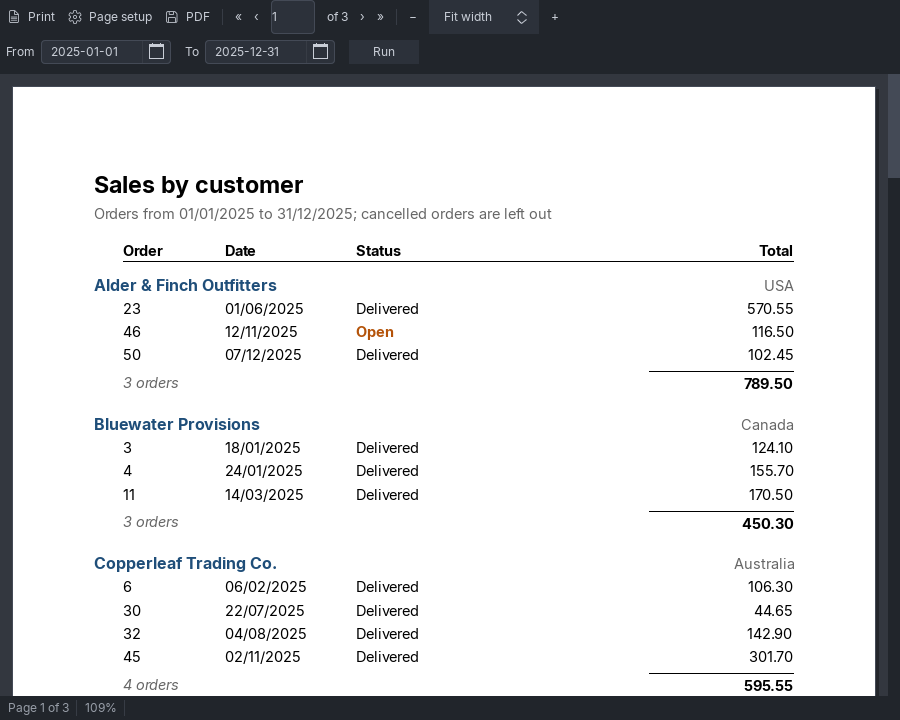 Print Page setup PDF « ‹ 1 of 3 › » − Fit width +
From 2025-01-01 To 2025-12-31 Run
Sales by customer
Orders from 01/01/2025 to 31/12/2025; cancelled orders are left out
Order Date Status Total
Alder & Finch Outfitters USA
23 01/06/2025 Delivered 570.55
46 12/11/2025 Open 116.50
50 07/12/2025 Delivered 102.45
3 orders 789.50
Bluewater Provisions Canada
3 18/01/2025 Delivered 124.10
4 24/01/2025 Delivered 155.70
11 14/03/2025 Delivered 170.50
3 orders 450.30
Copperleaf Trading Co. Australia
6 06/02/2025 Delivered 106.30
30 22/07/2025 Delivered 44.65
32 04/08/2025 Delivered 142.90
45 02/11/2025 Delivered 301.70
4 orders 595.55
Page 1 of 3 109%